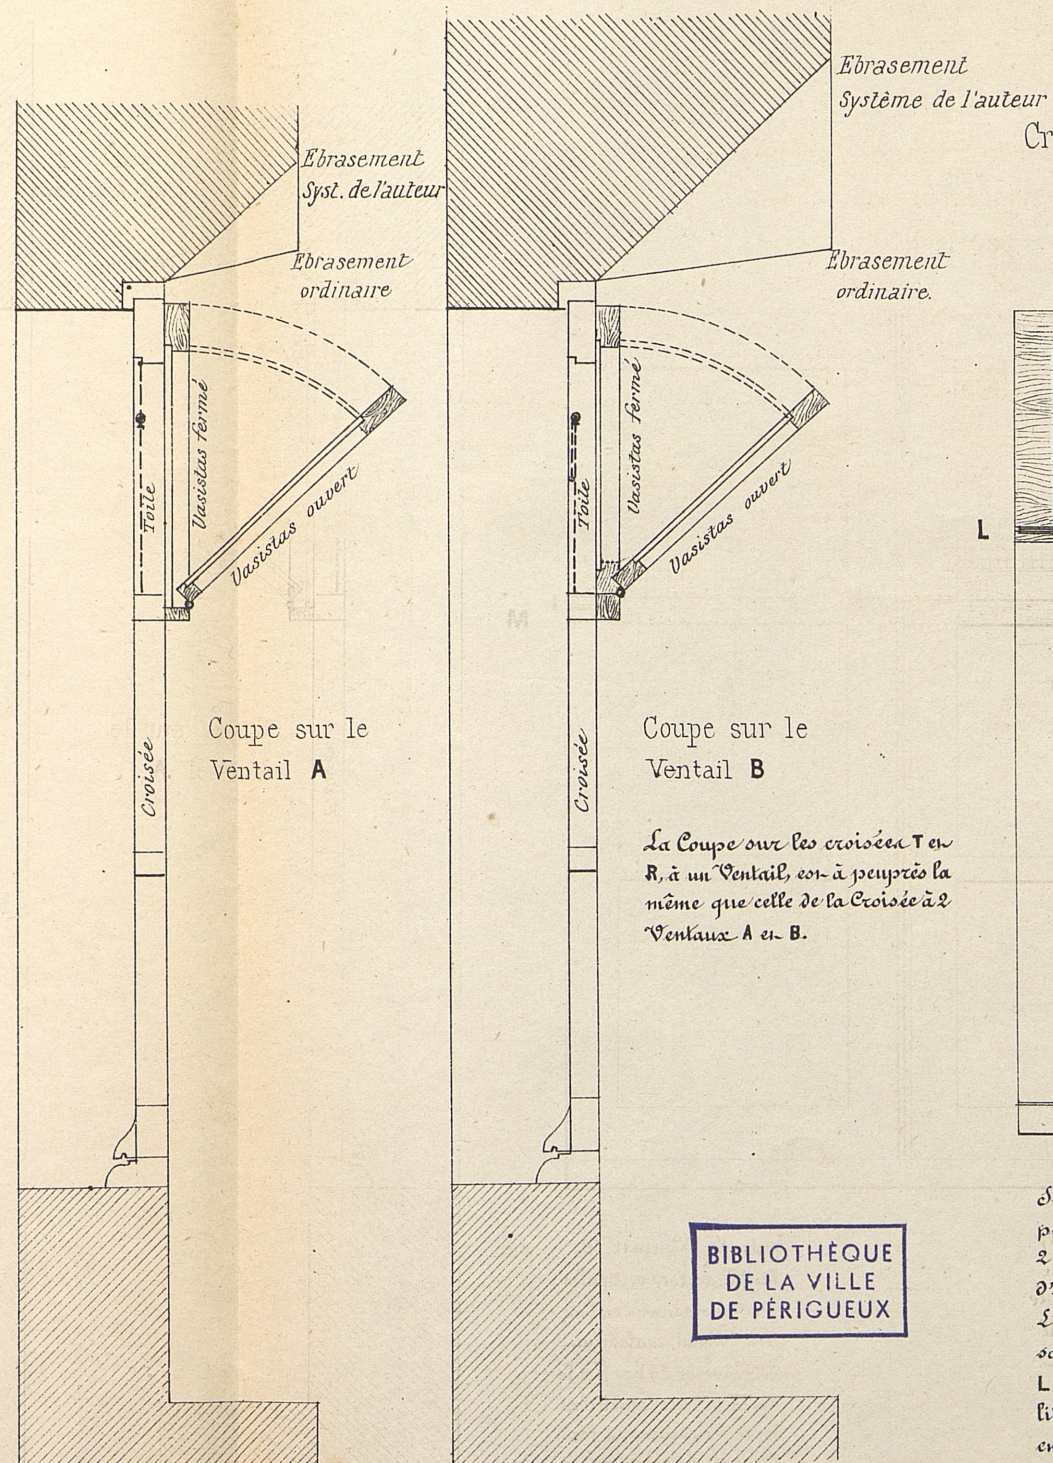 Ebrasement
Syst. de l'auteur
Ebrasement
ordinaire
Vasistas fermé
Toile
Vasistas ouvert
Croisée
Coupe sur le
Ventail A
Ebrasement
Système de l'auteur
Cr
Ebrasement
ordinaire.
Vasistas fermé
Toile
Vasistas ouvert
L
Croisée
Coupe sur le
Ventail B
La Coupe sur les croisées T et
R, à un Ventail, est à peuprès la
même que celle de la Croisée à 2
Ventaux A et B.
BIBLIOTHÈQUE
DE LA VILLE
DE PÉRIGUEUX
2
L
M